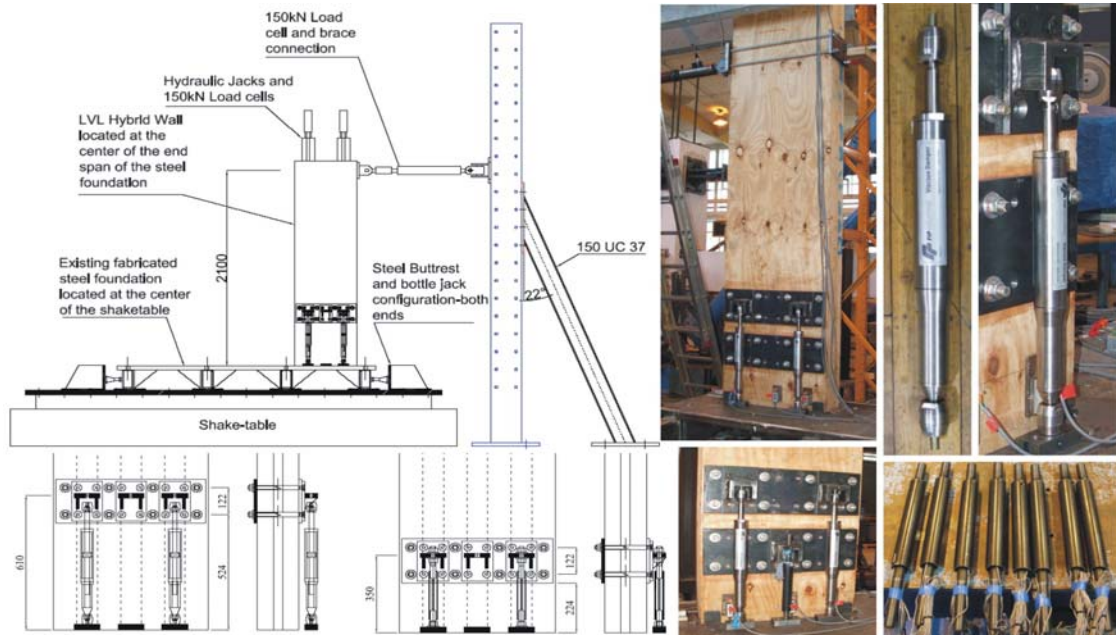 150kN Load
cell and brace
connection
Hydraulic Jacks and
150kN Load cells
LVL Hybrid Wall
located at the
center of the end
span of the steel
foundation
2100
Existing fabricated
steel foundation
located at the center
of the shaketable
Steel Buttrest
and bottle jack
configuration-both
ends
150 UC 37
22°
Shake-table
610
122
524
350
122
224
Viscous Damper